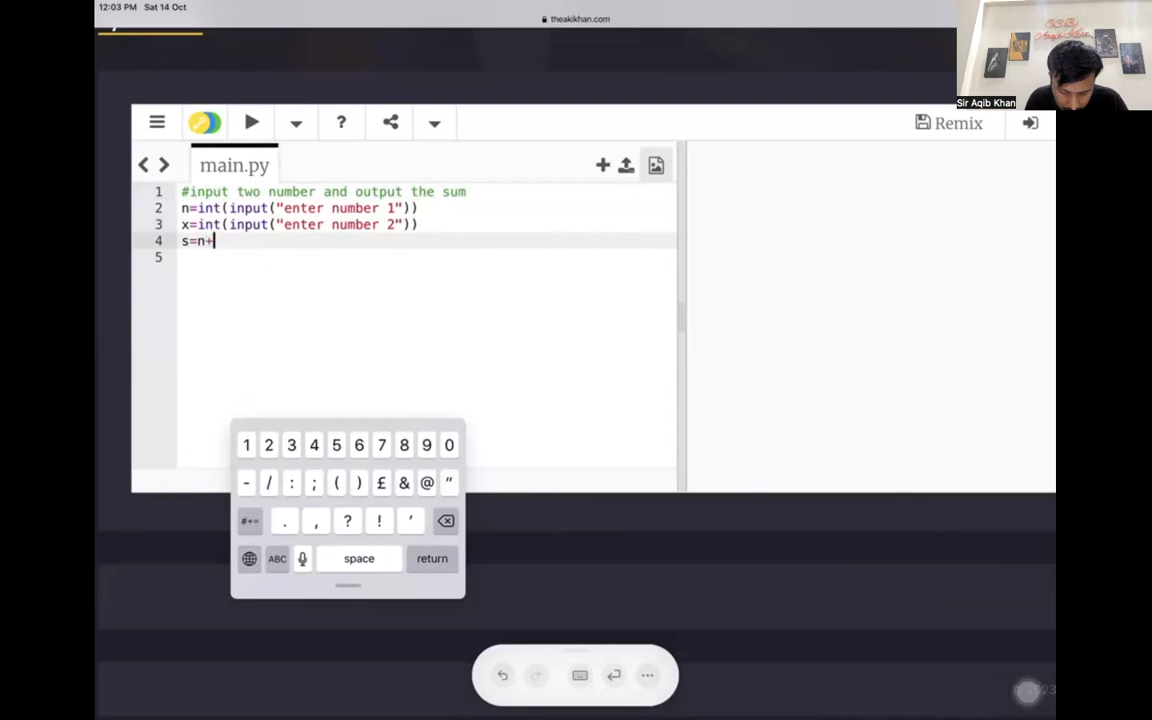 12:03 PM Sat 14 Oct
theakikhan.com
Sir Aqib Khan
? Remix
main.py
1 #input two number and output the sum
2 n=int(input("enter number 1"))
3 x=int(input("enter number 2"))
4 s=n+
5
1 2 3 4 5 6 7 8 9 0
- / : ; ( ) £ & @ "
#+= . , ? ! '
ABC space return
2023